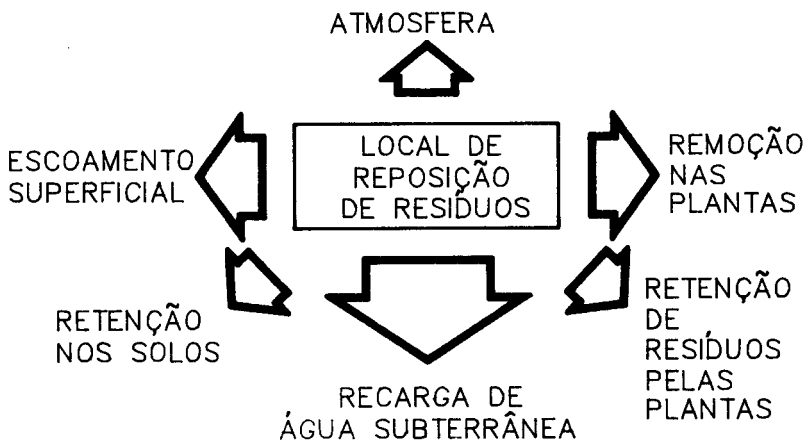 ATMOSFERA
ESCOAMENTO
SUPERFICIAL
LOCAL DE
REPOSIÇÃO
DE RESÍDUOS
REMOÇÃO
NAS
PLANTAS
RETENÇÃO
NOS SOLOS
RECARGA DE
ÁGUA SUBTERRÂNEA
RETENÇÃO
DE
RESÍDUOS
PELAS
PLANTAS